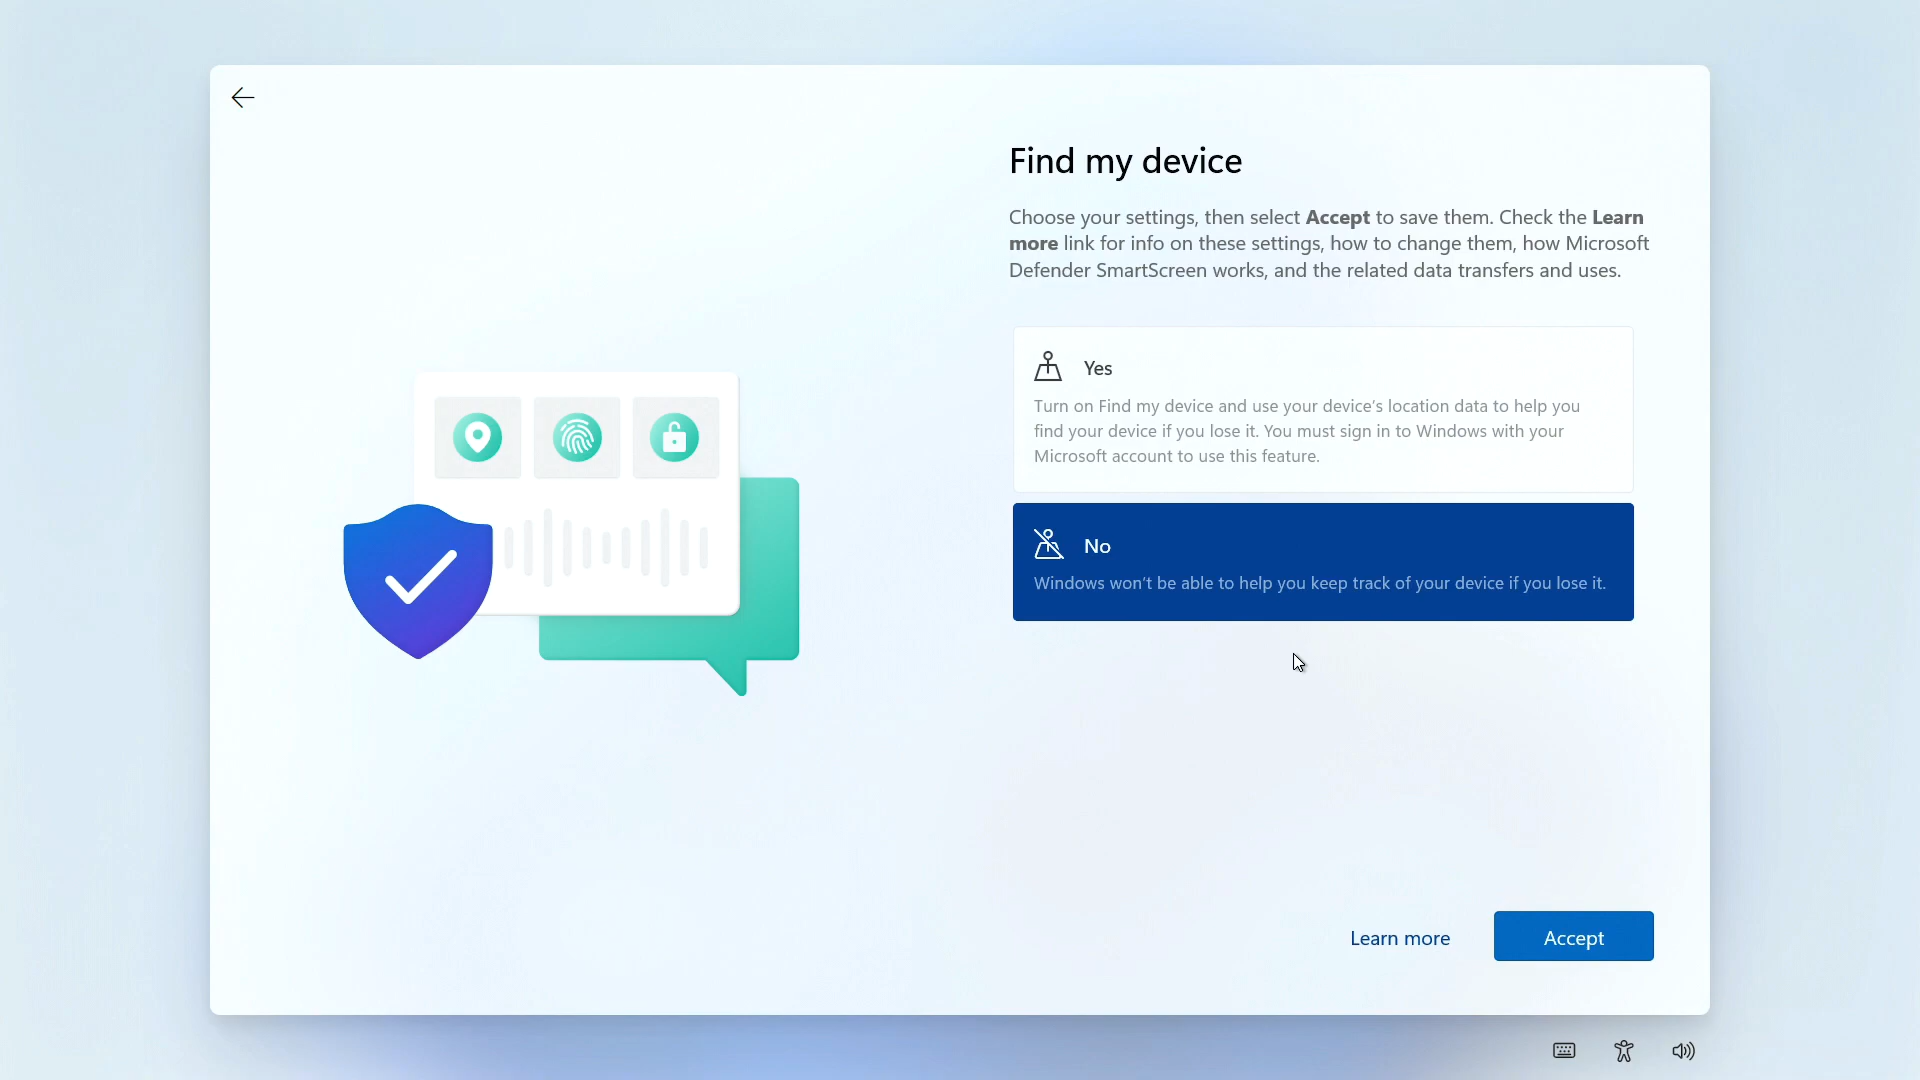 Find my device
Choose your settings, then select Accept to save them. Check the Learn
more link for info on these settings, how to change them, how Microsoft
Defender SmartScreen works, and the related data transfers and uses.
Yes
Turn on Find my device and use your device's location data to help you
find your device if you lose it. You must sign in to Windows with your
Microsoft account to use this feature.
No
Windows won't be able to help you keep track of your device if you lose it.
Learn more
Accept